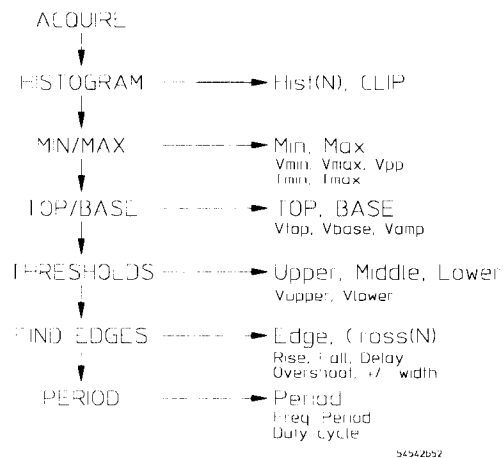 ACQUIRE
HISTOGRAM Hist(N), CLIP
MIN/MAX Min, Max
Vmin, Vmax, Vpp
Tmin, Tmax
TOP/BASE TOP, BASE
Vtop, Vbase, Vamp
THRESHOLDS Upper, Middle, Lower
Vupper, Vlower
FIND EDGES Edge, Cross(N)
Rise, Fall, Delay
Overshoot, +/- width
PERIOD Period
Freq Period
Duty cycle
54542b52